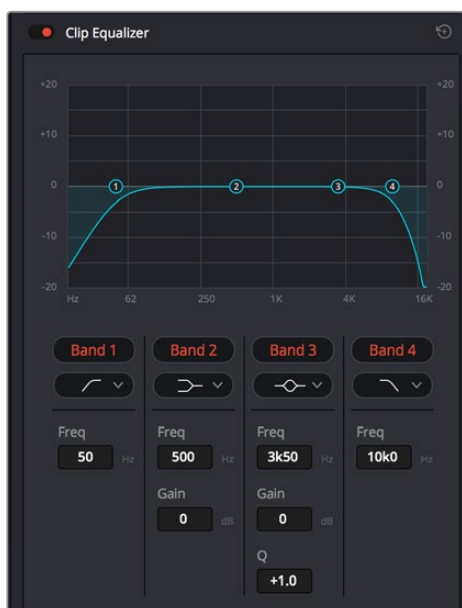 Clip Equalizer
+20 +20
+10 +10
0 1 2 3 4 0
-10 -10
-20 -20
Hz 62 250 1K 4K 16K
Band 1 Band 2 Band 3 Band 4
Freq Freq Freq Freq
50 Hz 500 Hz 3k50 Hz 10k0 Hz
Gain Gain
0 dB 0 dB
Q
+1.0